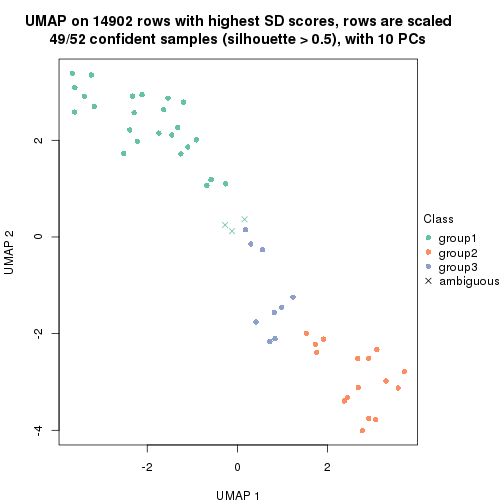 UMAP on 14902 rows with highest SD scores, rows are scaled
49/52 confident samples (silhouette > 0.5), with 10 PCs
2
0
-2
-4
UMAP 2
-2
0
2
UMAP 1
Class
group1
group2
group3
ambiguous